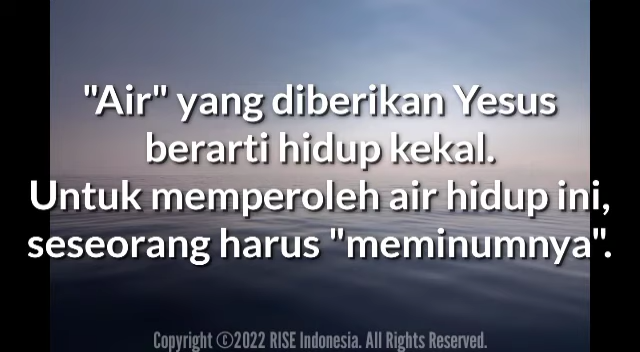 "Air" yang diberikan Yesus
berarti hidup kekal.
Untuk memperoleh air hidup ini,
seseorang harus "meminumnya".
Copyright ©2022 RISE Indonesia. All Rights Reserved.